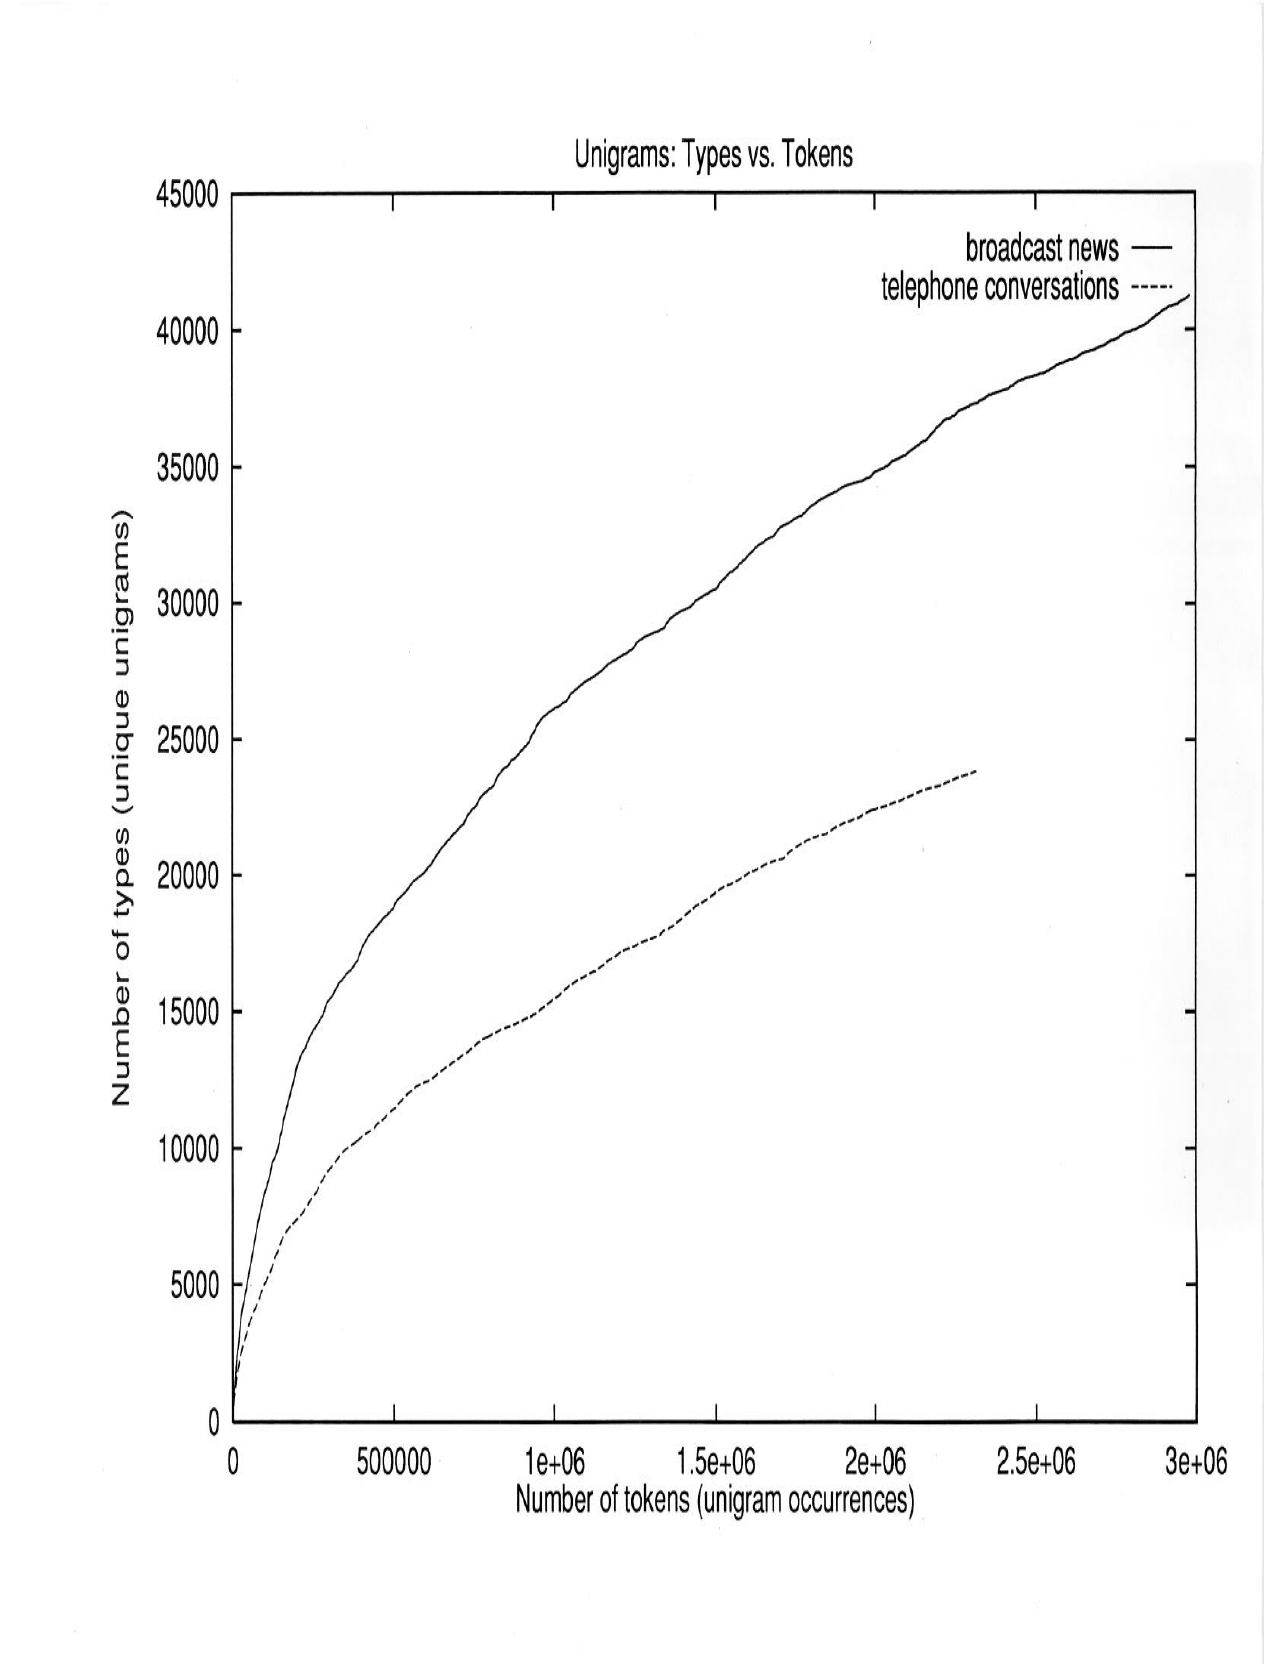 Unigrams: Types vs. Tokens
45000
broadcast news
telephone conversations
40000
35000
30000
25000
20000
15000
10000
5000
0
Number of types (unique unigrams)
0 500000 1e+06 1.5e+06 2e+06 2.5e+06 3e+06
Number of tokens (unigram occurrences)